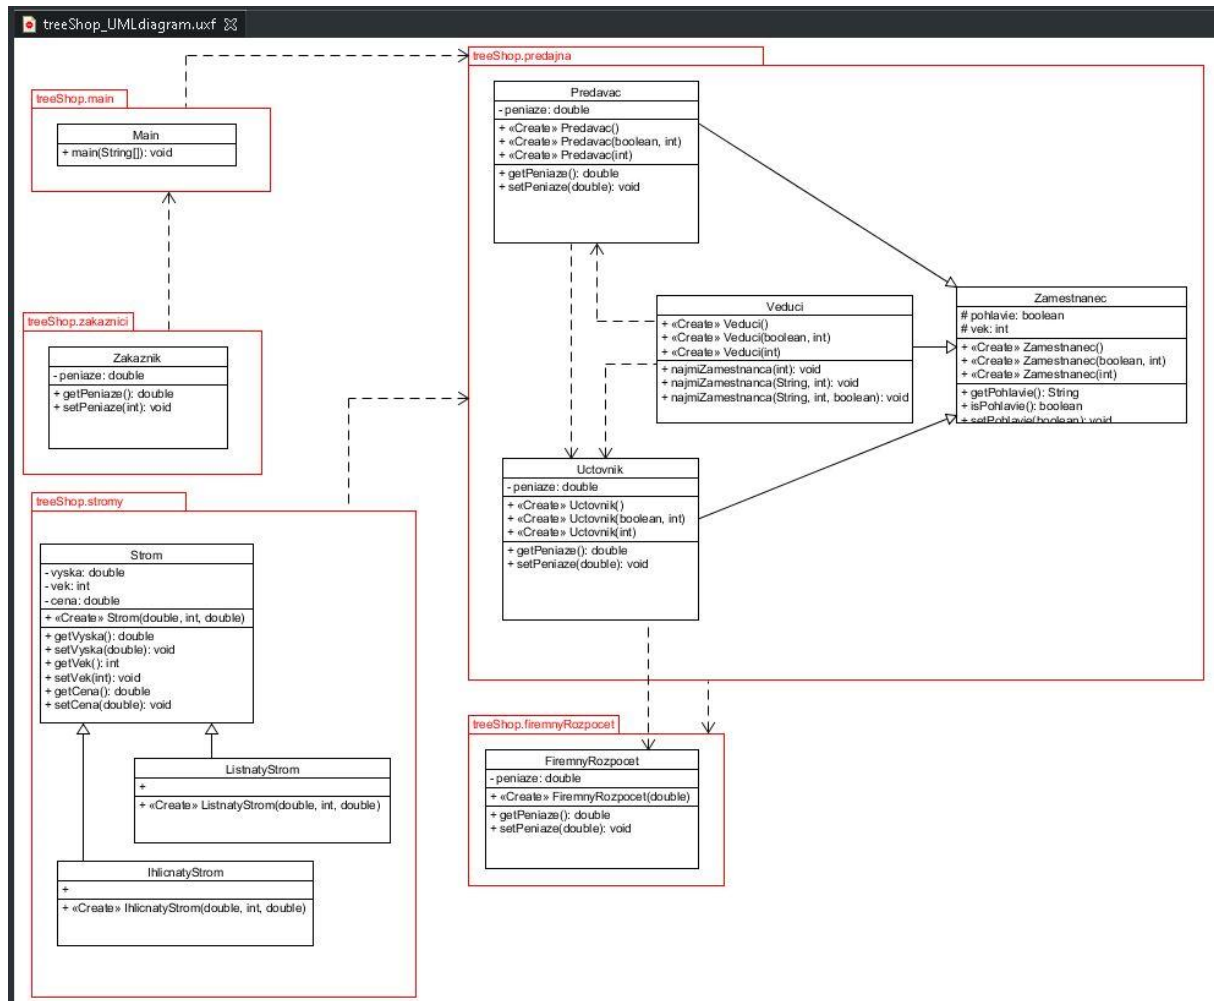 treeShop_UMLdiagram.uxf
treeShop.main
Main
+ main(String[]): void
treeShop.zakaznici
Zakaznik
- peniaze: double
+ getPeniaze(): double
+ setPeniaze(int): void
treeShop.stromy
Strom
- vyska: double
- vek: int
- cena: double
+ «Create» Strom(double, int, double)
+ getVyska(): double
+ setVyska(double): void
+ getVek(): int
+ setVek(int): void
+ getCena(): double
+ setCena(double): void
ListnatyStrom
+
+ «Create» ListnatyStrom(double, int, double)
IhlicnatyStrom
+
+ «Create» IhlicnatyStrom(double, int, double)
treeShop.predajna
Predavac
- peniaze: double
+ «Create» Predavac()
+ «Create» Predavac(boolean, int)
+ «Create» Predavac(int)
+ getPeniaze(): double
+ setPeniaze(double): void
Veduci
+ «Create» Veduci()
+ «Create» Veduci(boolean, int)
+ «Create» Veduci(int)
+ najmiZamestnanca(int): void
+ najmiZamestnanca(String, int): void
+ najmiZamestnanca(String, int, boolean): void
Zamestnanec
# pohlavie: boolean
# vek: int
+ «Create» Zamestnanec()
+ «Create» Zamestnanec(boolean, int)
+ «Create» Zamestnanec(int)
+ getPohlavie(): String
+ isPohlavie(): boolean
+ setPohlavie(boolean): void
Uctovnik
- peniaze: double
+ «Create» Uctovnik()
+ «Create» Uctovnik(boolean, int)
+ «Create» Uctovnik(int)
+ getPeniaze(): double
+ setPeniaze(double): void
treeShop.firemnyRozpocet
FiremnyRozpocet
- peniaze: double
+ «Create» FiremnyRozpocet(double)
+ getPeniaze(): double
+ setPeniaze(double): void